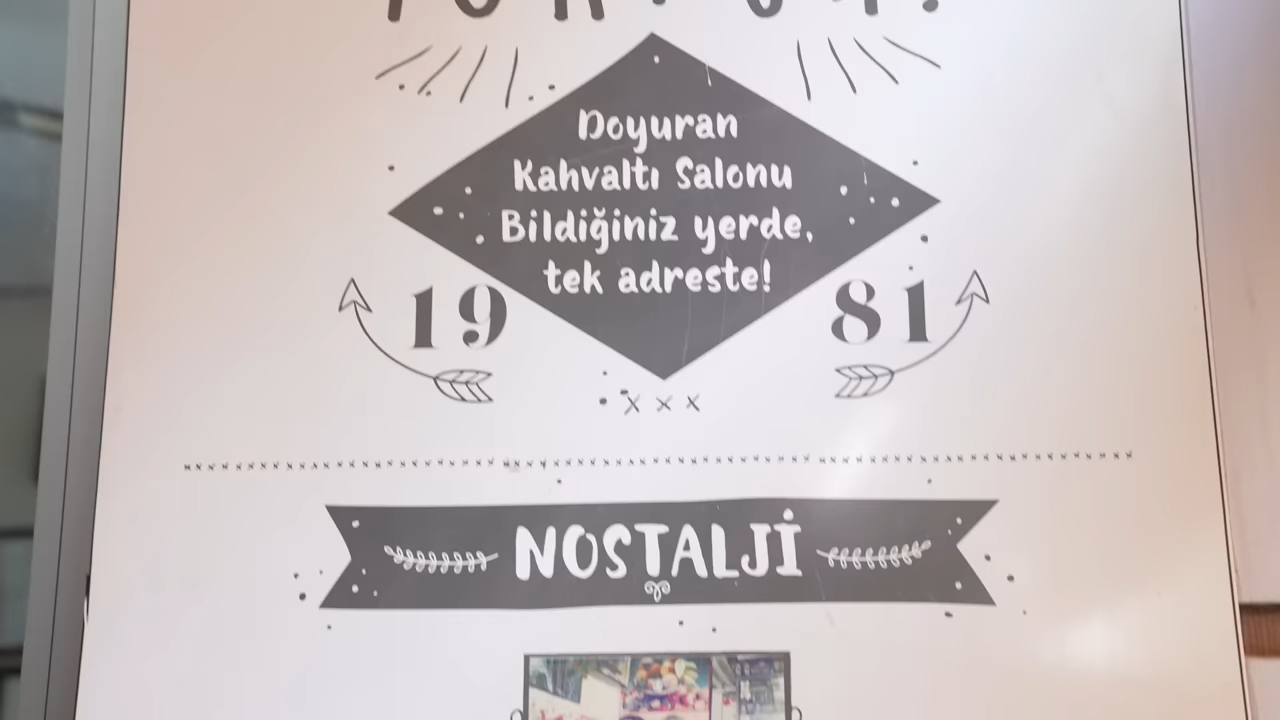 Doyuran
Kahvaltı Salonu
Bildiğiniz yerde,
tek adreste!
19 81
x x x
NOSTALJİ